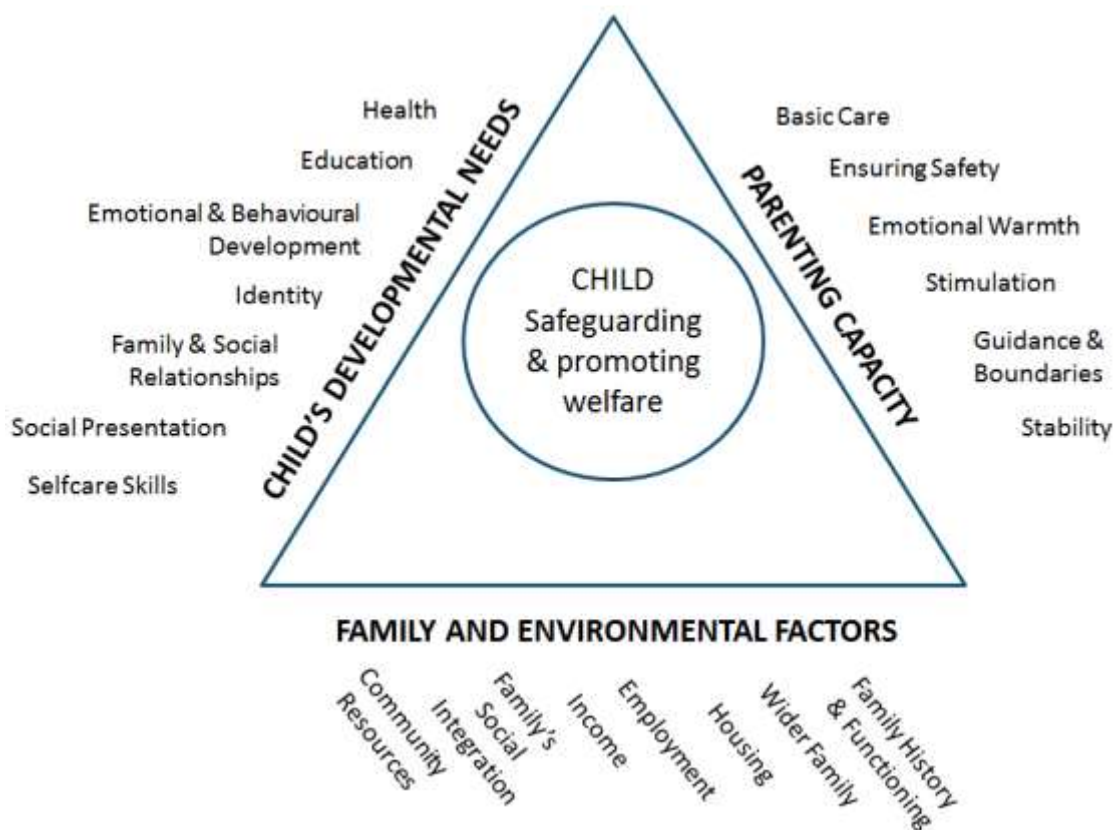 Health
Education
Emotional & Behavioural
Development
Identity
Family & Social
Relationships
Social Presentation
Selfcare Skills
CHILD'S DEVELOPMENTAL NEEDS
CHILD
Safeguarding
& promoting
welfare
PARENTING CAPACITY
Basic Care
Ensuring Safety
Emotional Warmth
Stimulation
Guidance &
Boundaries
Stability
FAMILY AND ENVIRONMENTAL FACTORS
Community
Resources
Family's
Social
Integration
Income
Employment
Housing
Wider Family
Family History
& Functioning